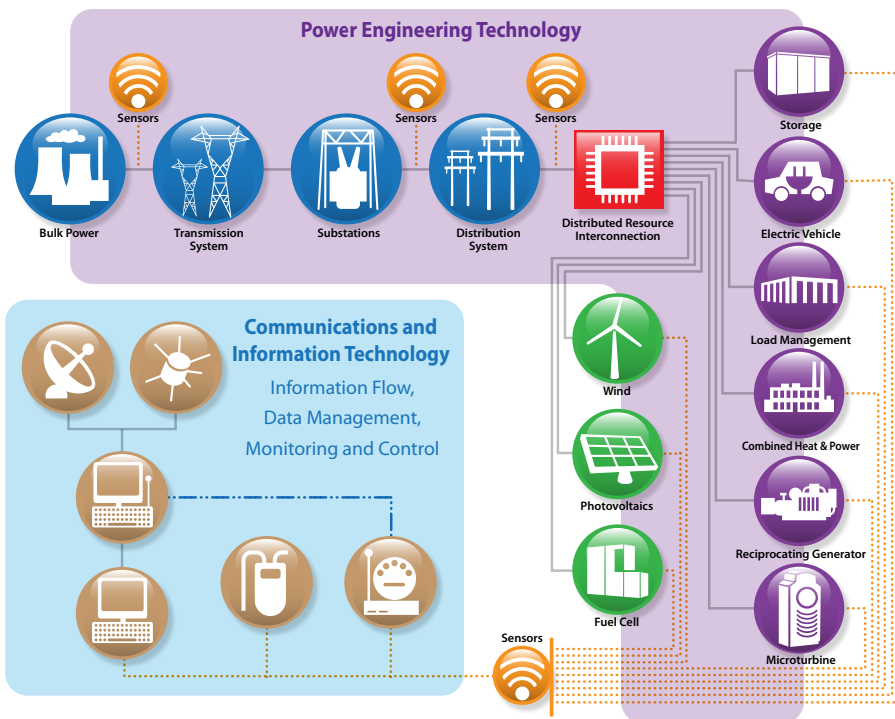 Power Engineering Technology
Sensors
Sensors
Sensors
Bulk Power
Transmission
System
Substations
Distribution
System
Distributed Resource
Interconnection
Storage
Electric Vehicle
Load Management
Combined Heat & Power
Reciprocating Generator
Microturbine
Wind
Photovoltaics
Fuel Cell
Communications and
Information Technology
Information Flow,
Data Management,
Monitoring and Control
Sensors